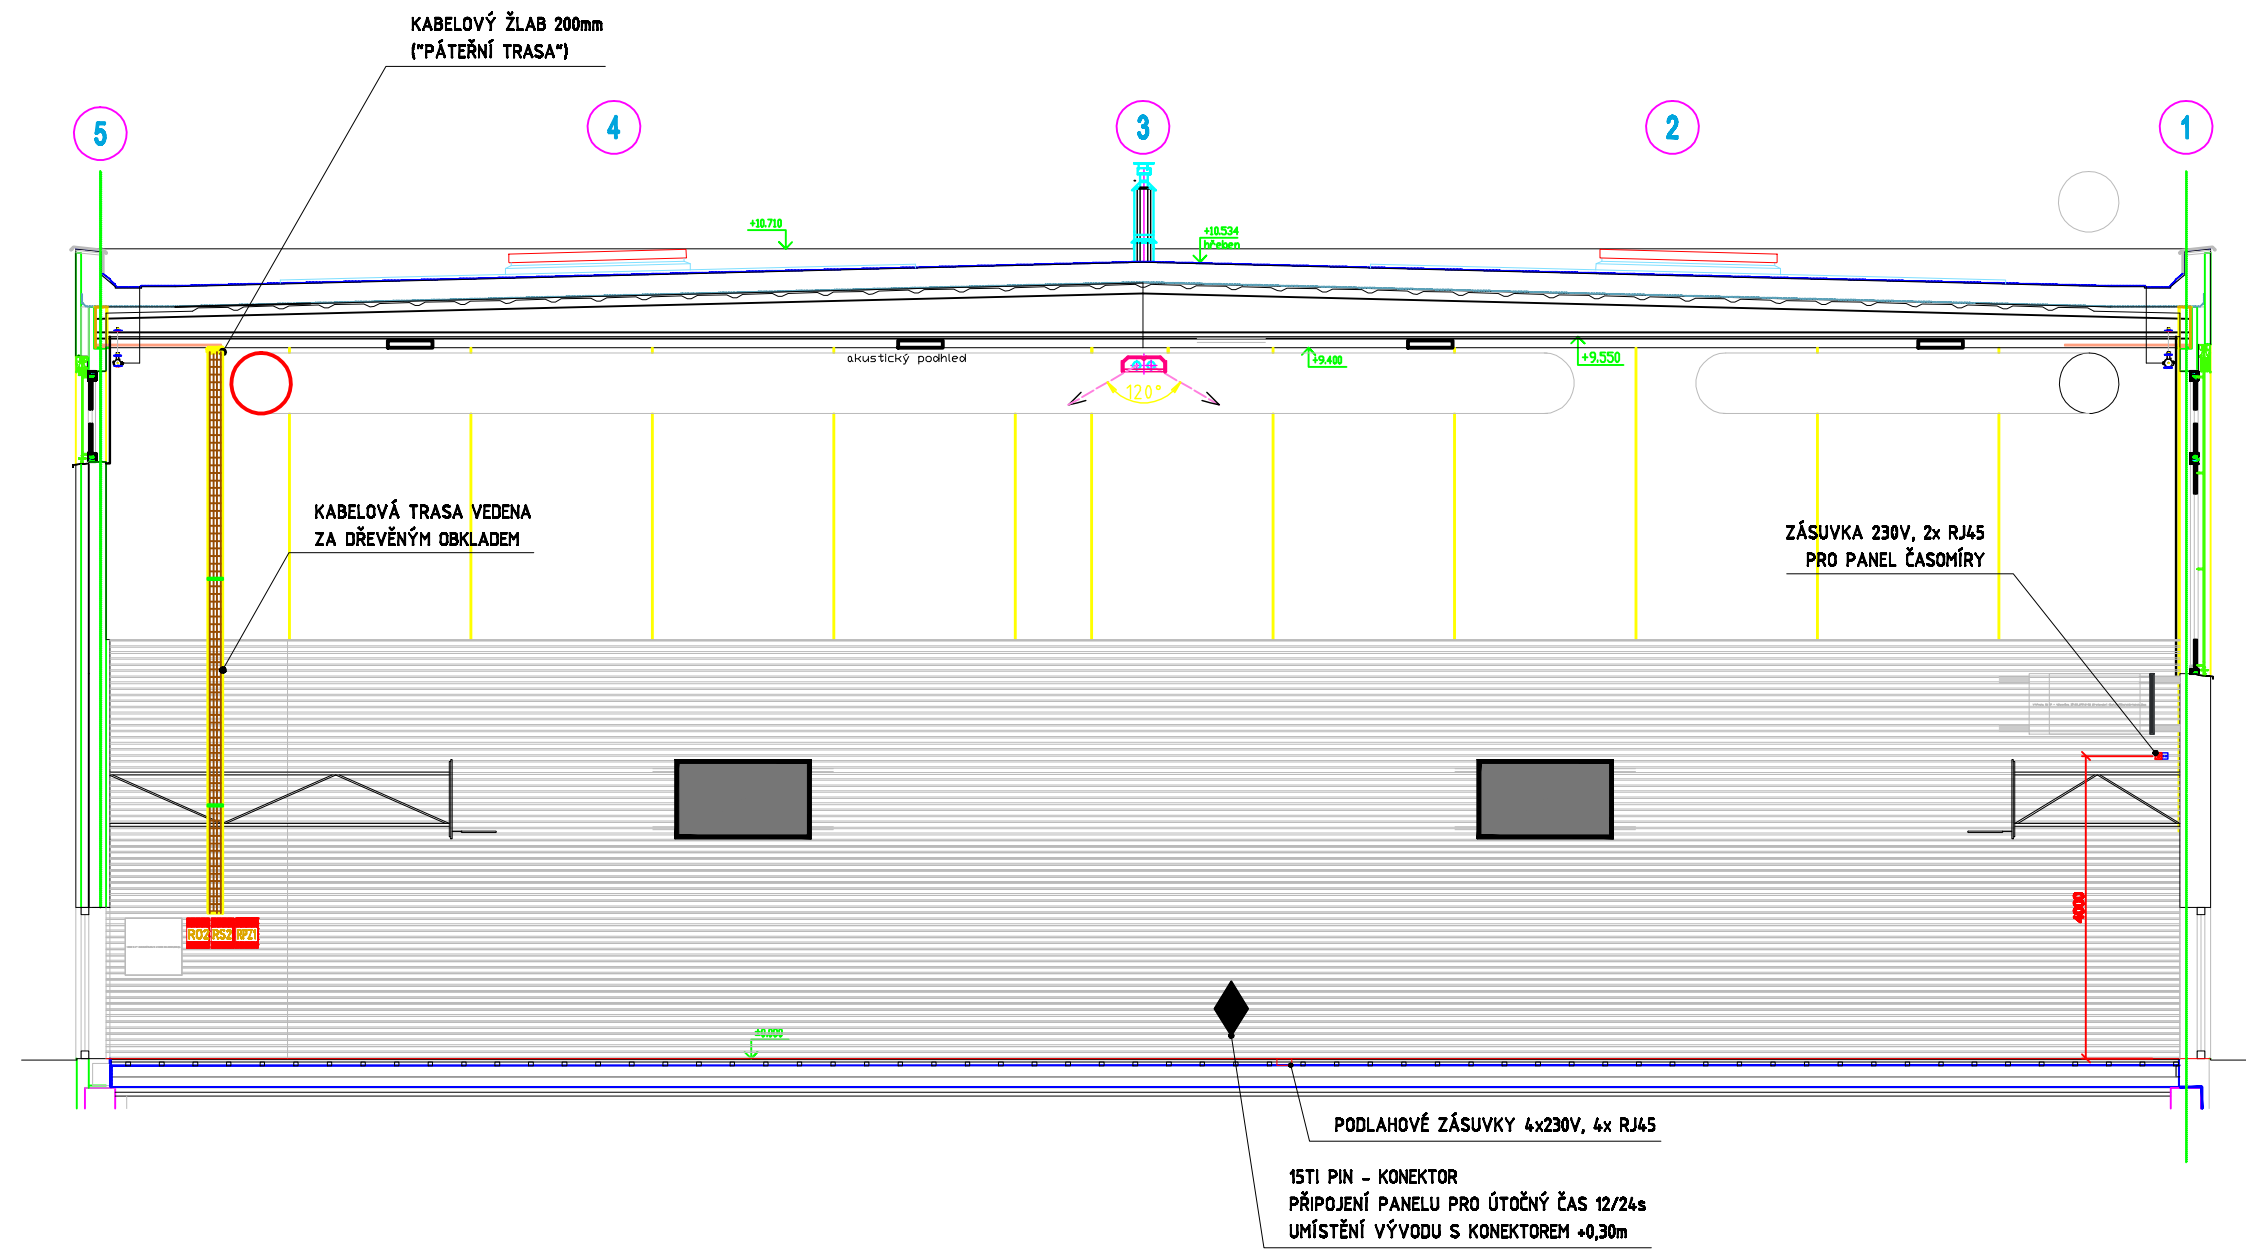 KABELOVÝ ŽLAB 200mm
("PÁTEŘNÍ TRASA")
5
4
3
2
1
+10.710
+10.534
hřeben
akustický podhled
+9.400
+9.550
120°
KABELOVÁ TRASA VEDENA
ZA DŘEVĚNÝM OBKLADEM
ZÁSUVKA 230V, 2x RJ45
PRO PANEL ČASOMÍRY
4000
RO2 RS2 RPZ1
±0.000
PODLAHOVÉ ZÁSUVKY 4x230V, 4x RJ45
15TI PIN - KONEKTOR
PŘIPOJENÍ PANELU PRO ÚTOČNÝ ČAS 12/24s
UMÍSTĚNÍ VÝVODU S KONEKTOREM +0,30m